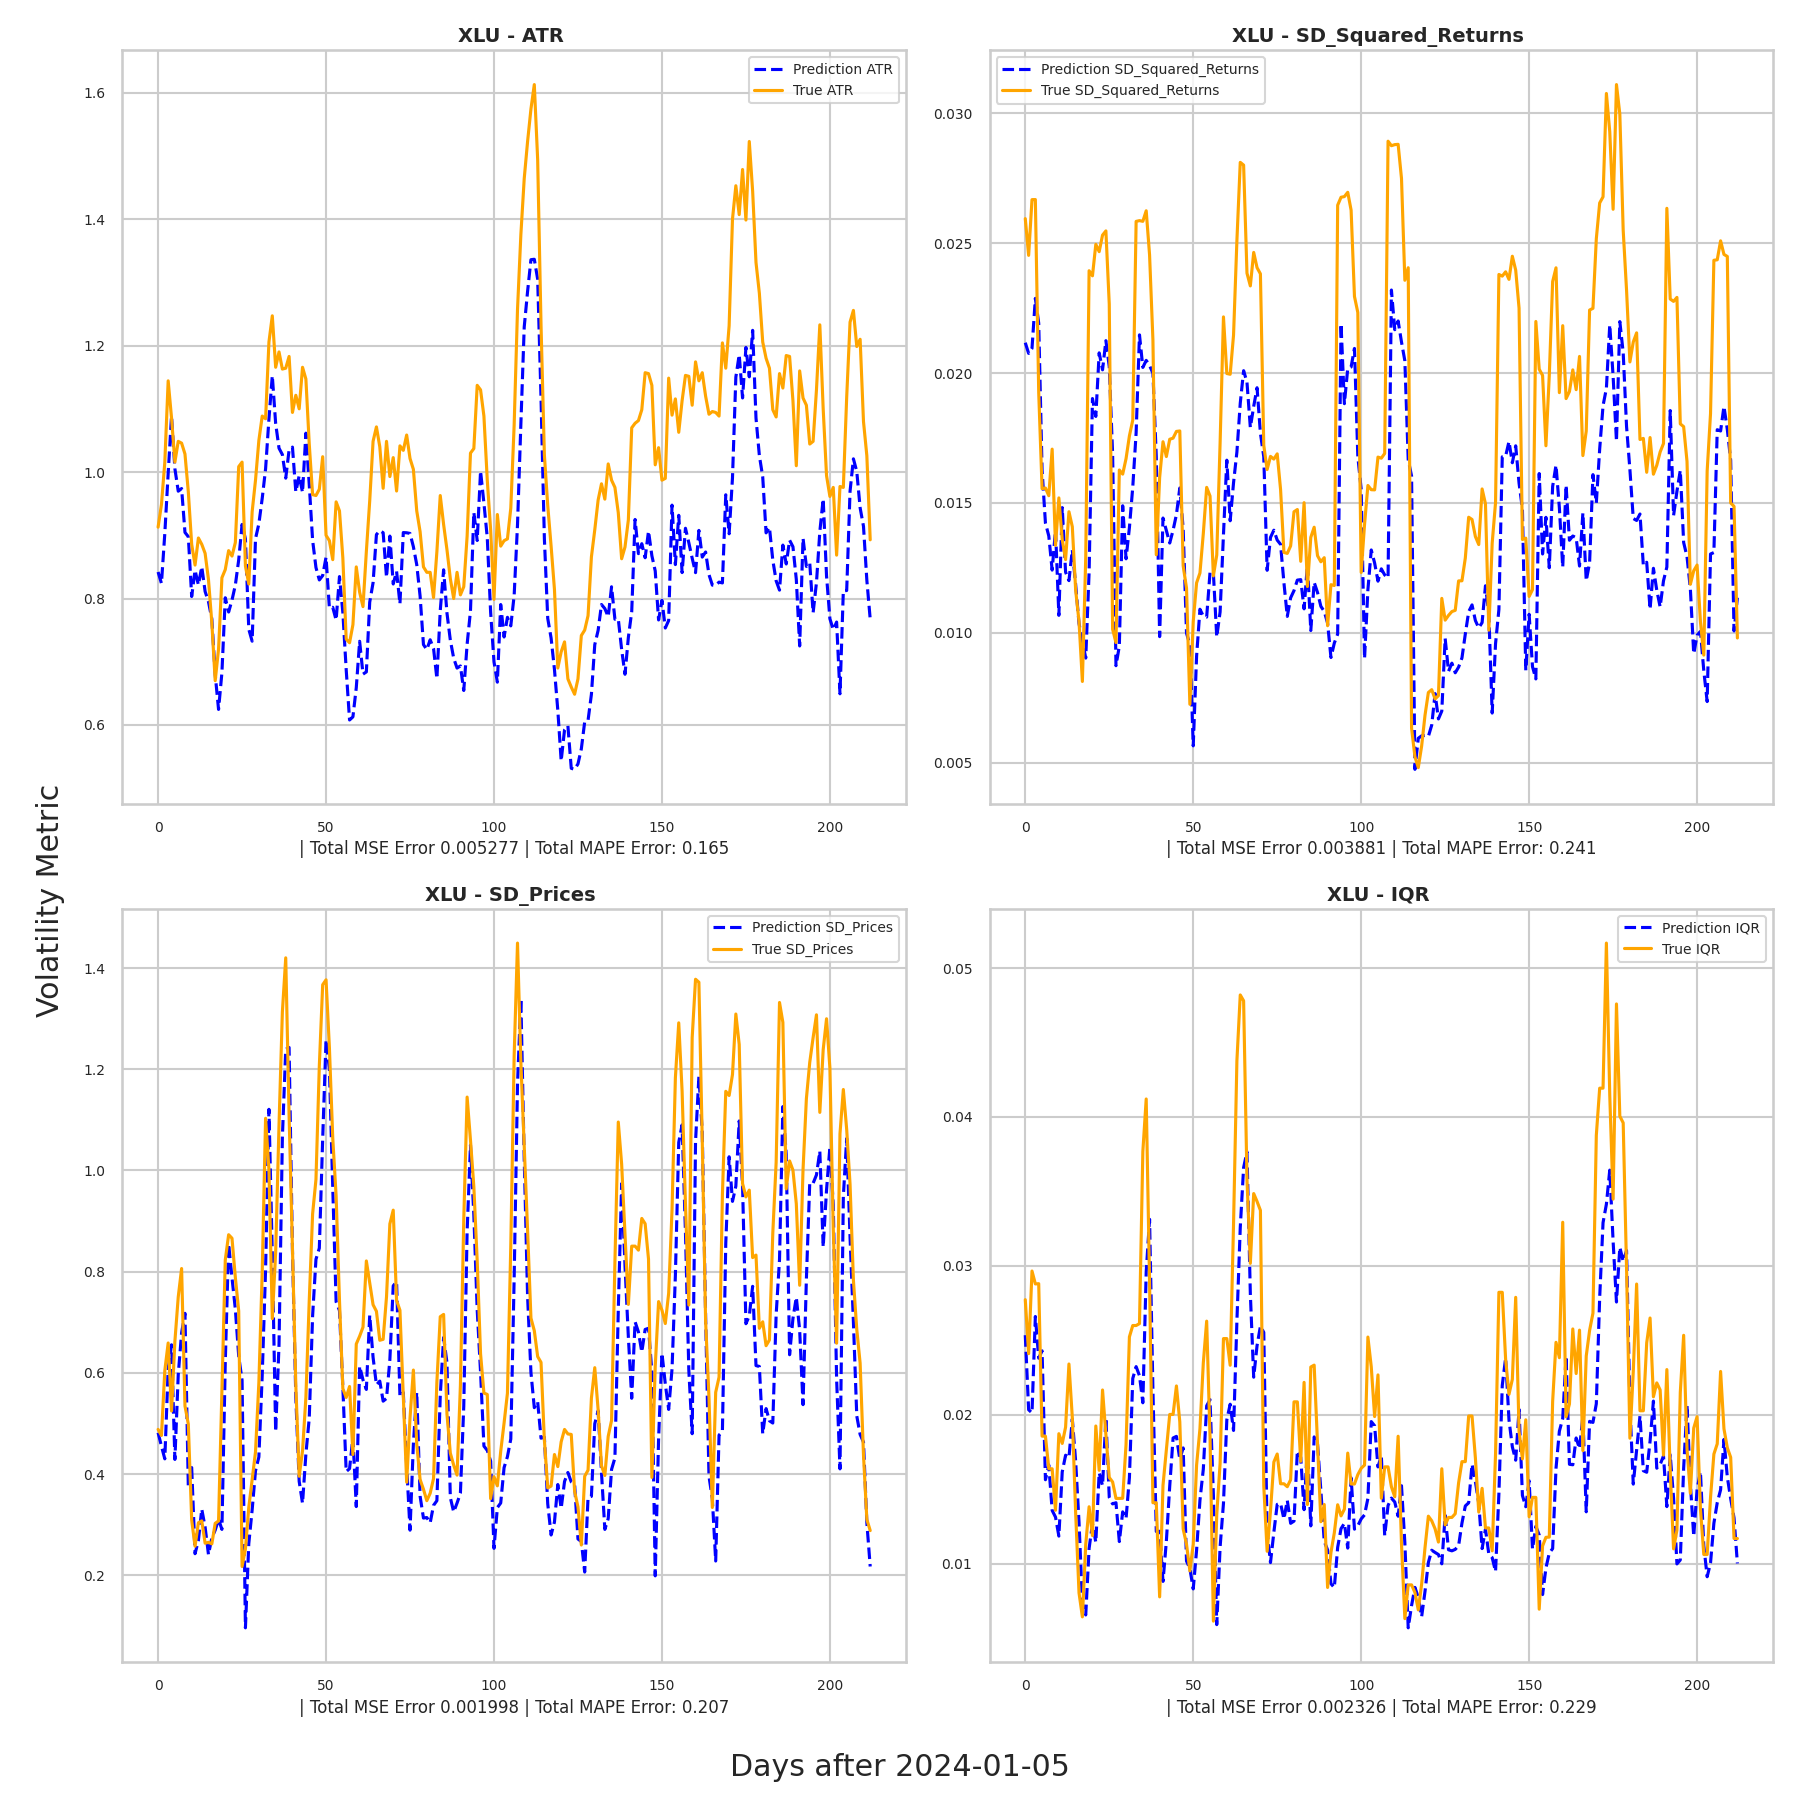 XLU - ATR
Prediction ATR
True ATR
1.6
1.4
1.2
1.0
0.8
0.6
0 50 100 150 200
| Total MSE Error 0.005277 | Total MAPE Error: 0.165
XLU - SD_Squared_Returns
Prediction SD_Squared_Returns
True SD_Squared_Returns
0.030
0.025
0.020
0.015
0.010
0.005
0 50 100 150 200
| Total MSE Error 0.003881 | Total MAPE Error: 0.241
Volatility Metric
XLU - SD_Prices
Prediction SD_Prices
True SD_Prices
1.4
1.2
1.0
0.8
0.6
0.4
0.2
0 50 100 150 200
| Total MSE Error 0.001998 | Total MAPE Error: 0.207
XLU - IQR
Prediction IQR
True IQR
0.05
0.04
0.03
0.02
0.01
0 50 100 150 200
| Total MSE Error 0.002326 | Total MAPE Error: 0.229
Days after 2024-01-05